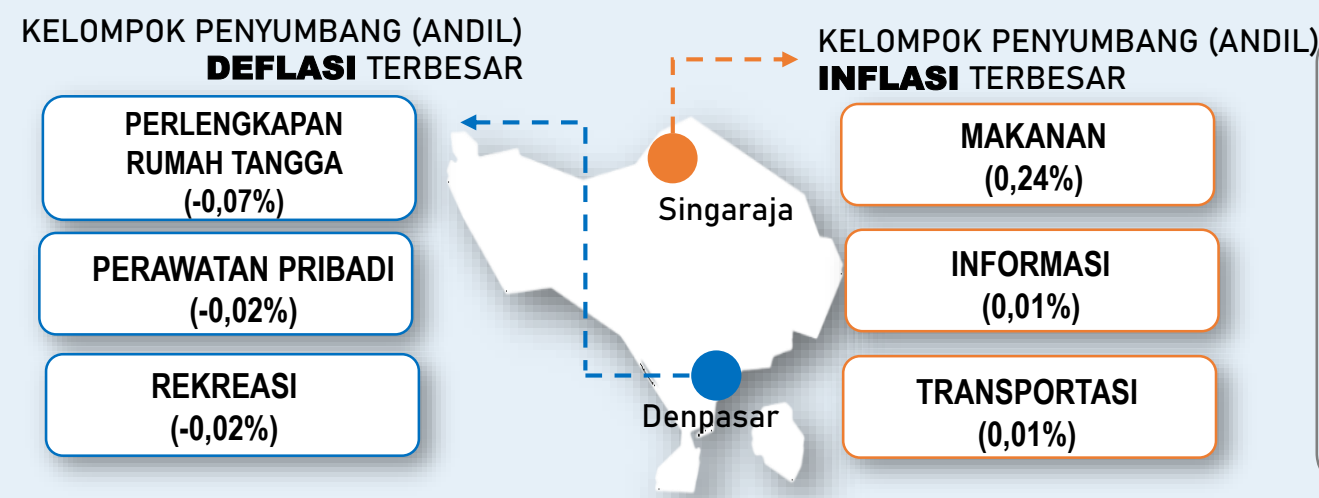 KELOMPOK PENYUMBANG (ANDIL)
DEFLASI TERBESAR
PERLENGKAPAN
RUMAH TANGGA
(-0,07%)
PERAWATAN PRIBADI
(-0,02%)
REKREASI
(-0,02%)
Singaraja
Denpasar
KELOMPOK PENYUMBANG (ANDIL)
INFLASI TERBESAR
MAKANAN
(0,24%)
INFORMASI
(0,01%)
TRANSPORTASI
(0,01%)